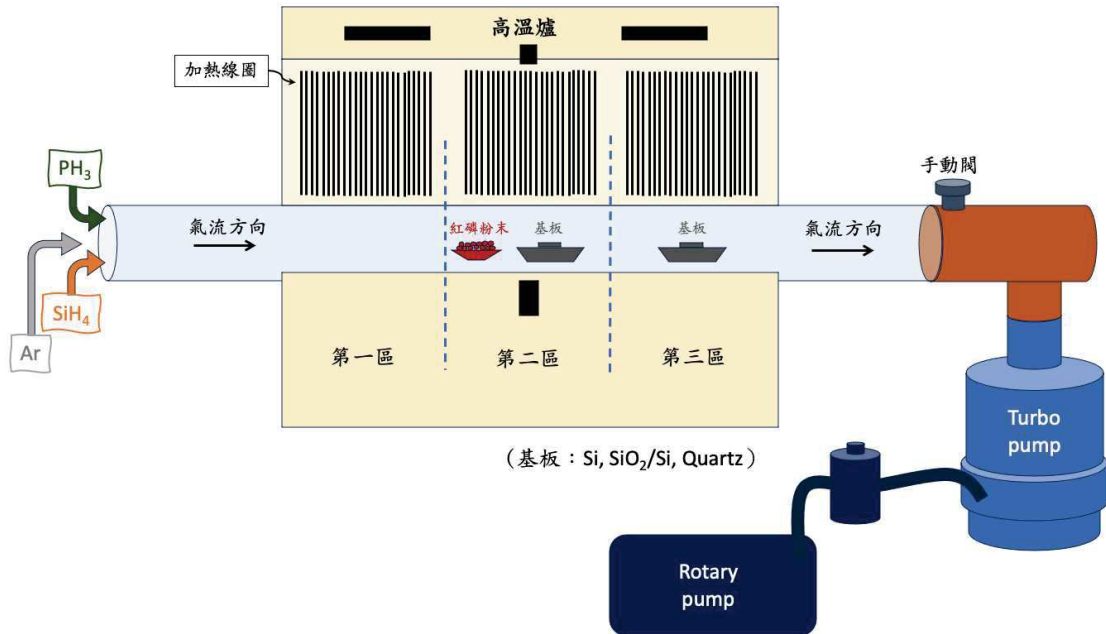 高溫爐
加熱線圈
PH₃
手動閥
氣流方向
紅磷粉末
基板
基板
氣流方向
SiH₄
Ar
第一區
第二區
第三區
(基板：Si, SiO₂/Si, Quartz)
Turbo
pump
Rotary
pump